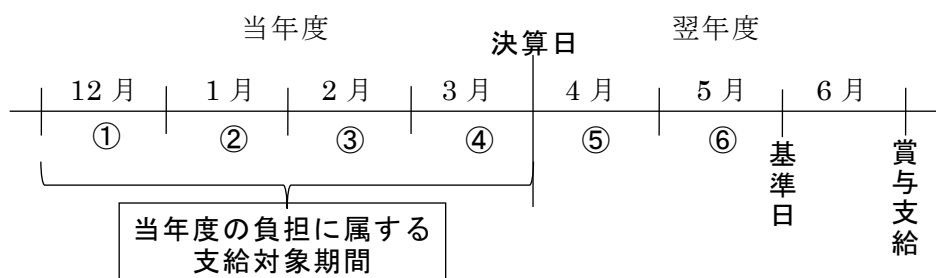 当年度
翌年度
決算日
12月 1月 2月 3月 4月 5月 6月
① ② ③ ④ ⑤ ⑥
基準日
賞与支給
当年度の負担に属する
支給対象期間